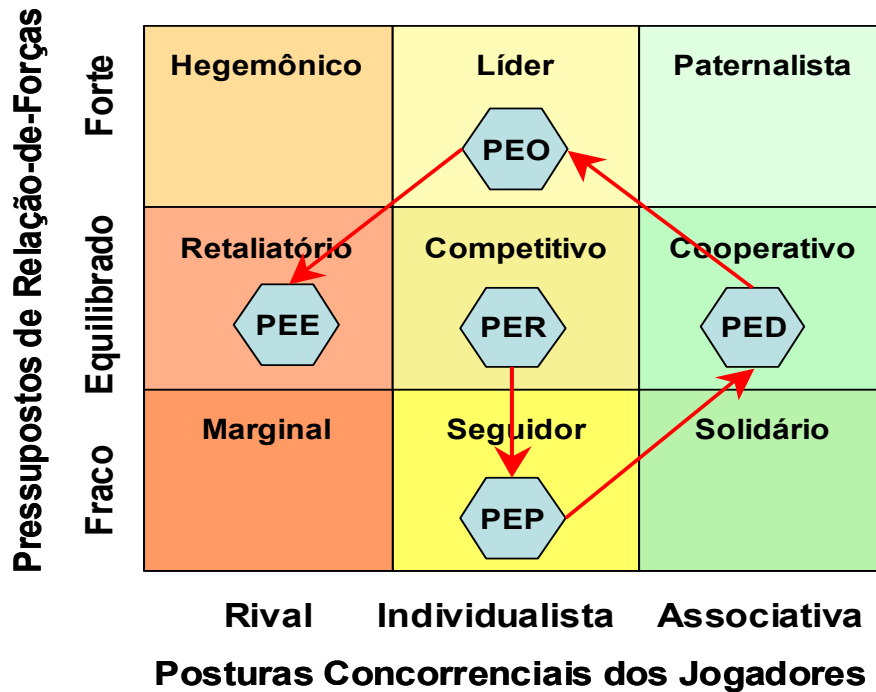 Pressupostos de Relação-de-Forças
Forte
Hegemônico
Líder
Paternalista
PEO
Equilibrado
Retaliatório
Competitivo
Cooperativo
PEE
PER
PED
Fraco
Marginal
Seguidor
Solidário
PEP
Rival
Individualista
Associativa
Posturas Concorrenciais dos Jogadores